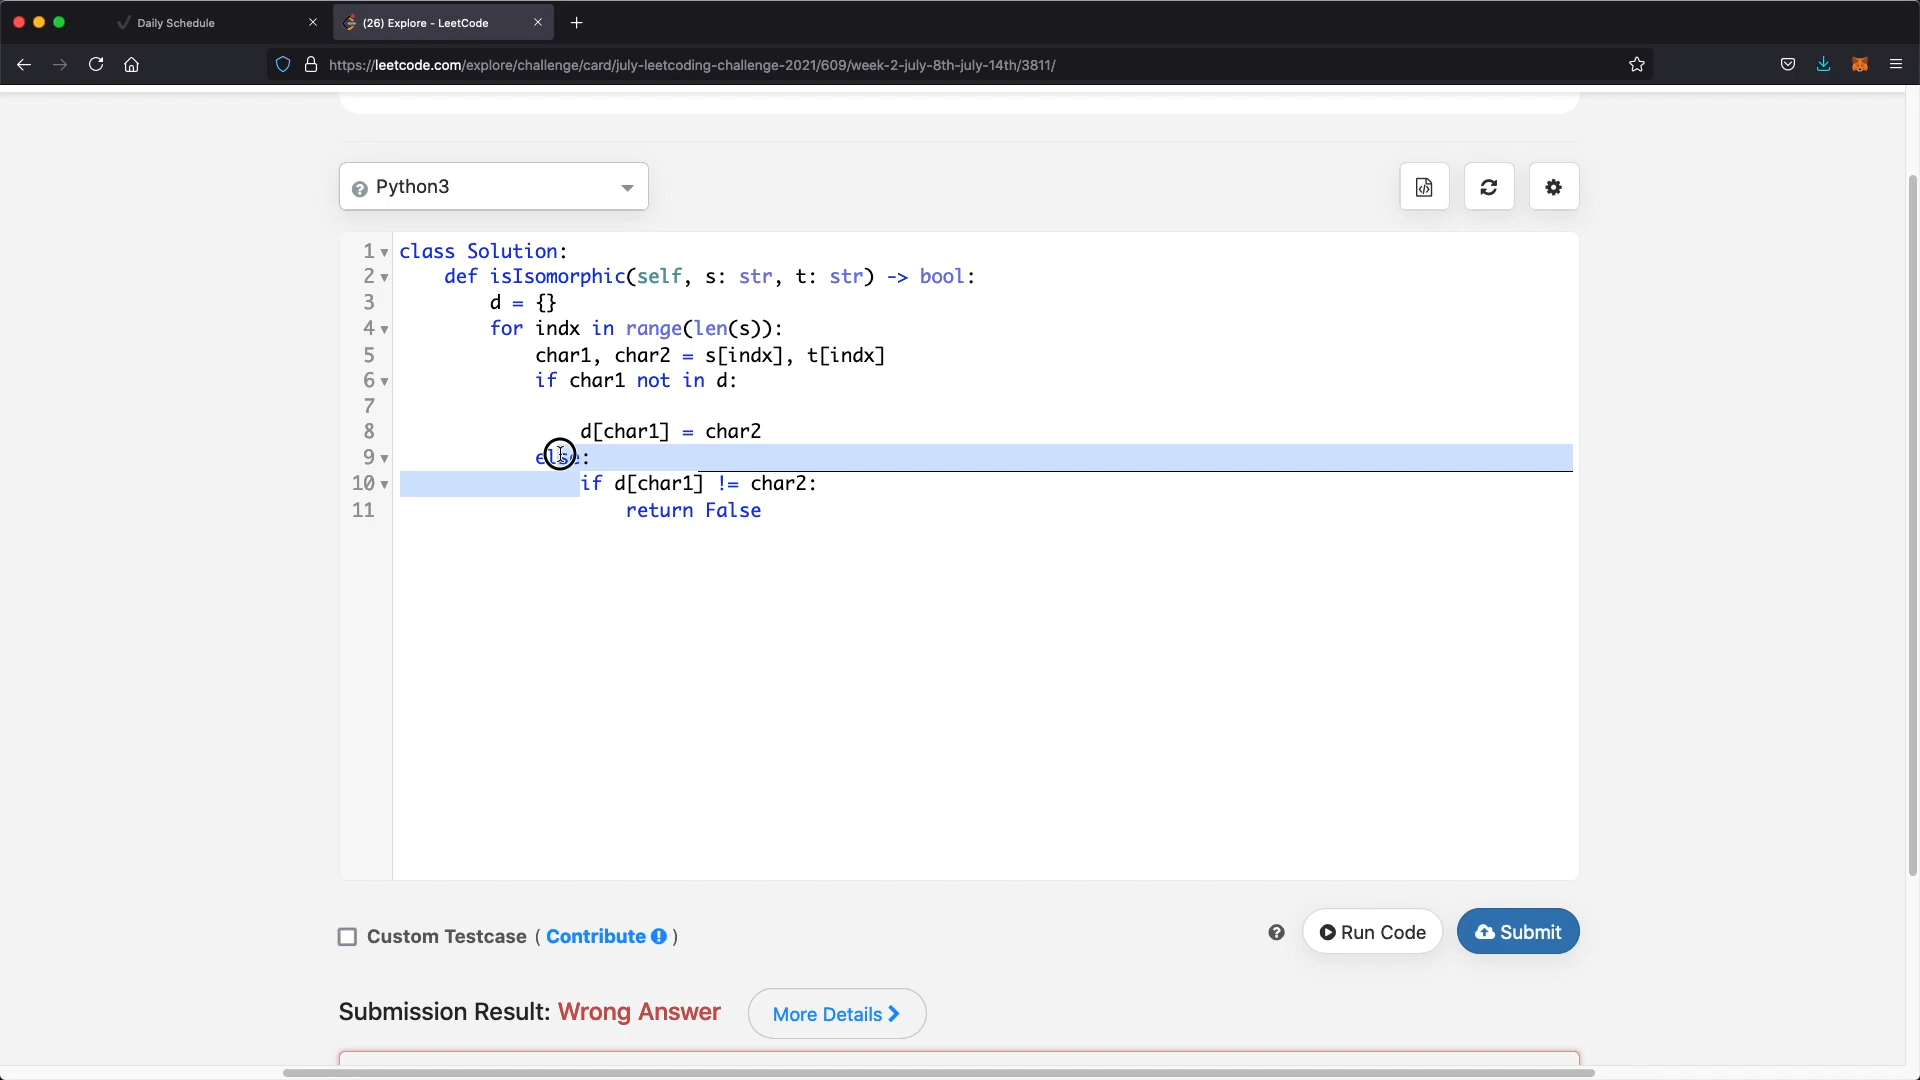 Daily Schedule
(26) Explore - LeetCode
https://leetcode.com/explore/challenge/card/july-leetcoding-challenge-2021/609/week-2-july-8th-july-14th/3811/
Python3
1 class Solution:
2     def isIsomorphic(self, s: str, t: str) -> bool:
3         d = {}
4         for indx in range(len(s)):
5             char1, char2 = s[indx], t[indx]
6             if char1 not in d:
7
8                 d[char1] = char2
9             else:
10                 if d[char1] != char2:
11                     return False
Custom Testcase ( Contribute )
Run Code
Submit
Submission Result: Wrong Answer
More Details